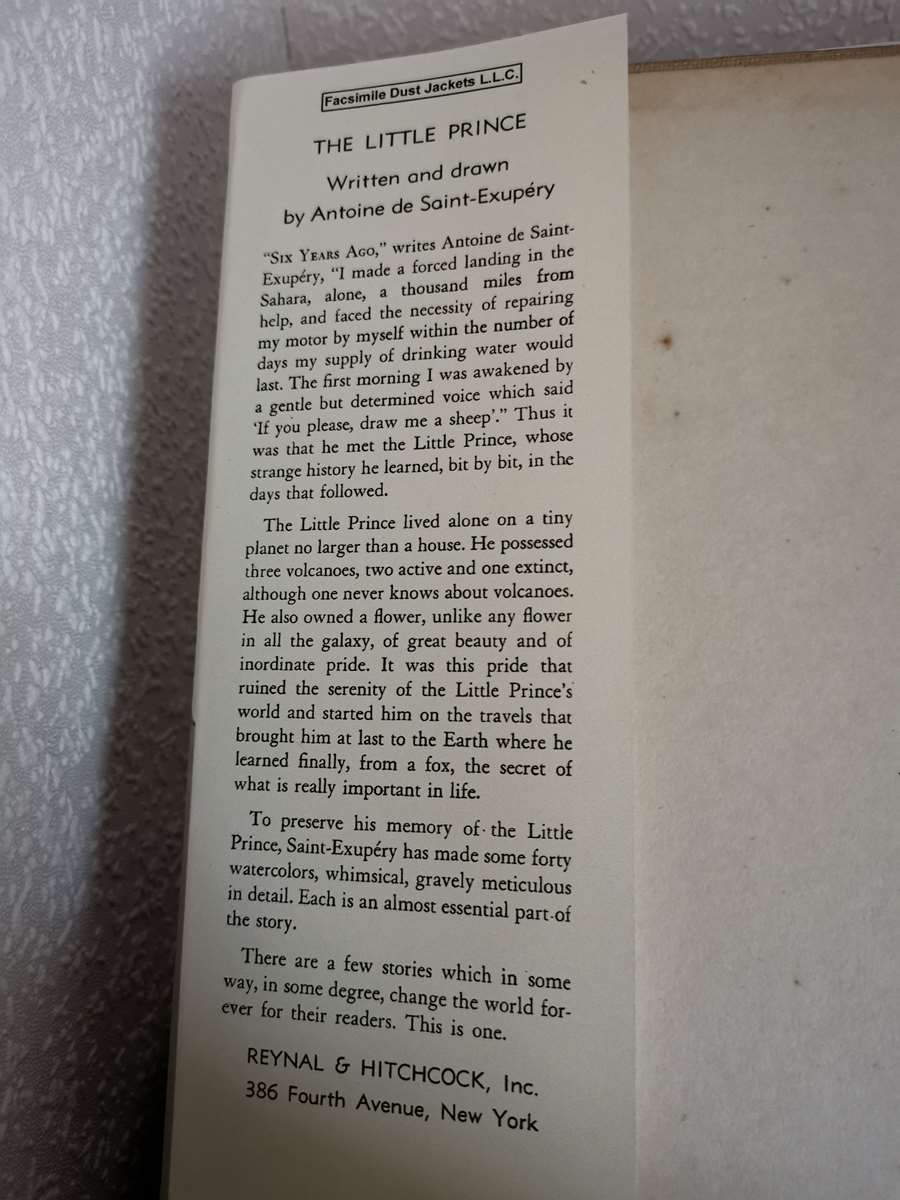 Facsimile Dust Jackets L.L.C.
THE LITTLE PRINCE
Written and drawn
by Antoine de Saint-Exupéry
“Six Years Ago,” writes Antoine de Saint-
Exupéry, “I made a forced landing in the
Sahara, alone, a thousand miles from
help, and faced the necessity of repairing
my motor by myself within the number of
days my supply of drinking water would
last. The first morning I was awakened by
a gentle but determined voice which said
‘If you please, draw me a sheep’.” Thus it
was that he met the Little Prince, whose
strange history he learned, bit by bit, in the
days that followed.
The Little Prince lived alone on a tiny
planet no larger than a house. He possessed
three volcanoes, two active and one extinct,
although one never knows about volcanoes.
He also owned a flower, unlike any flower
in all the galaxy, of great beauty and of
inordinate pride. It was this pride that
ruined the serenity of the Little Prince’s
world and started him on the travels that
brought him at last to the Earth where he
learned finally, from a fox, the secret of
what is really important in life.
To preserve his memory of the Little
Prince, Saint-Exupéry has made some forty
watercolors, whimsical, gravely meticulous
in detail. Each is an almost essential part of
the story.
There are a few stories which in some
way, in some degree, change the world for-
ever for their readers. This is one.
REYNAL & HITCHCOCK, Inc.
386 Fourth Avenue, New York